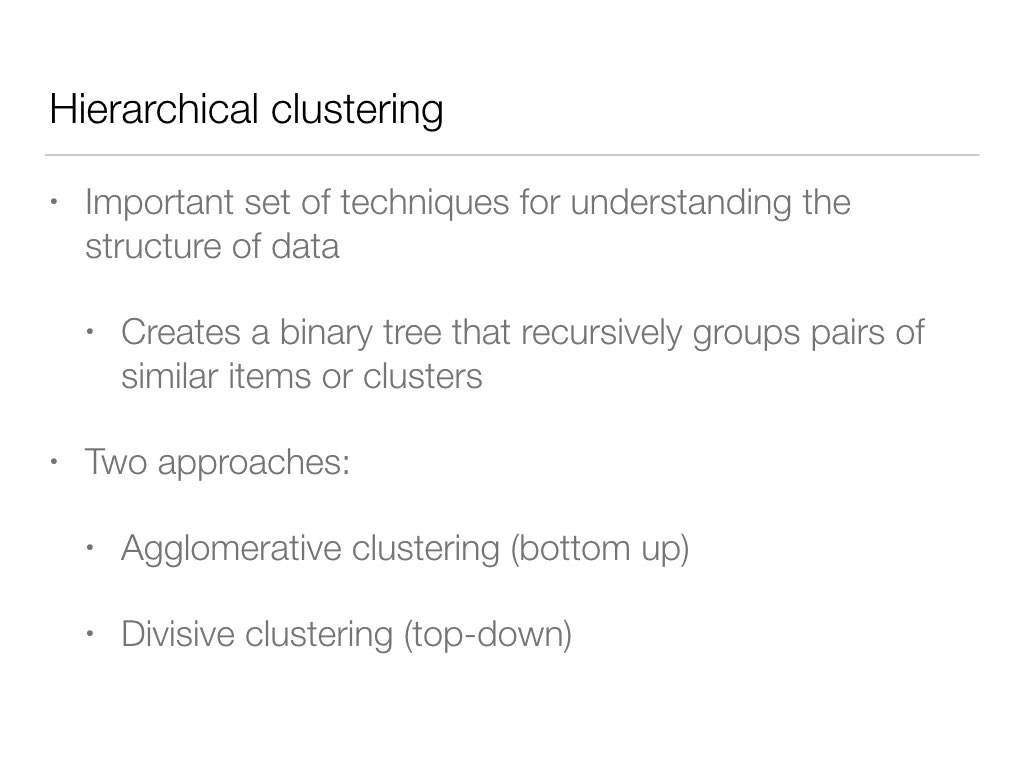 Hierarchical clustering
• Important set of techniques for understanding the
structure of data
• Creates a binary tree that recursively groups pairs of
similar items or clusters
• Two approaches:
• Agglomerative clustering (bottom up)
• Divisive clustering (top-down)